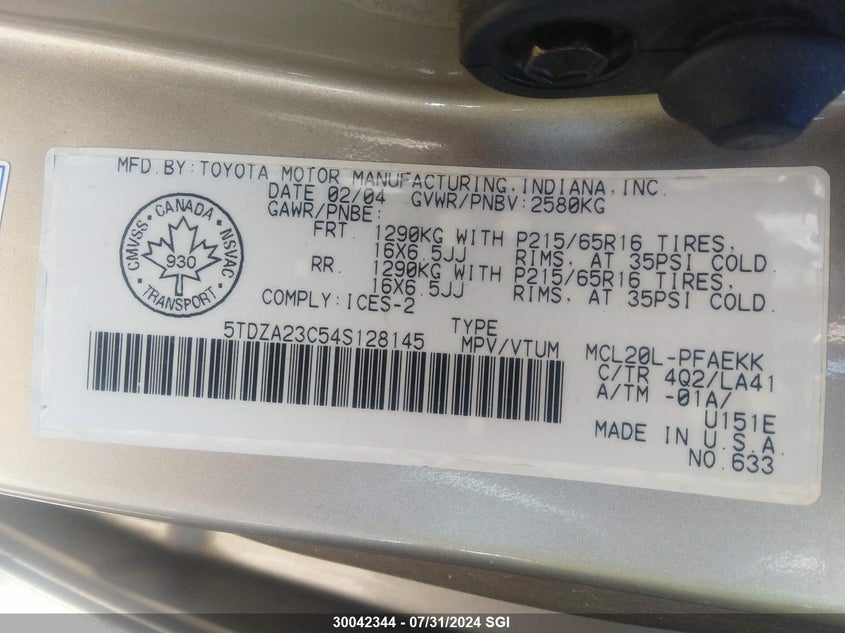 MFD.BY:TOYOTA MOTOR MANUFACTURING,INDIANA,INC.
DATE 02/04 GVWR/PNBV:2580KG
GAWR/PNBE:
FRT. 1290KG WITH P215/65R16 TIRES,
16X6.5JJ RIMS, AT 35PSI COLD.
RR. 1290KG WITH P215/65R16 TIRES,
16X6.5JJ RIMS, AT 35PSI COLD.
COMPLY:ICES-2
CMVSS • CANADA • NSVAC
930
TRANSPORT
5TDZA23C54S128145
TYPE
MPV/VTUM
MCL20L-PFAEKK
C/TR 4Q2/LA41
A/TM -01A/
U151E
MADE IN U.S.A.
NO.633
30042344 - 07/31/2024 SGI